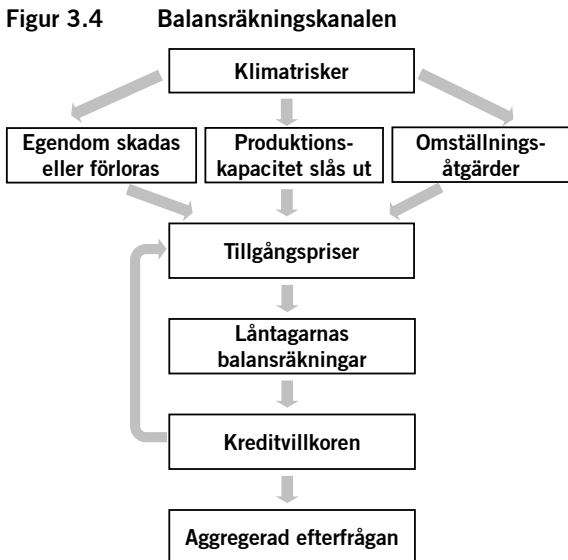 Figur 3.4 Balansräkningskanalen
Klimatrisker
Egendom skadas
eller förloras
Produktions-
kapacitet slås ut
Omställnings-
åtgärder
Tillgångspriser
Låntagarnas
balansräkningar
Kreditvillkoren
Aggregerad efterfrågan